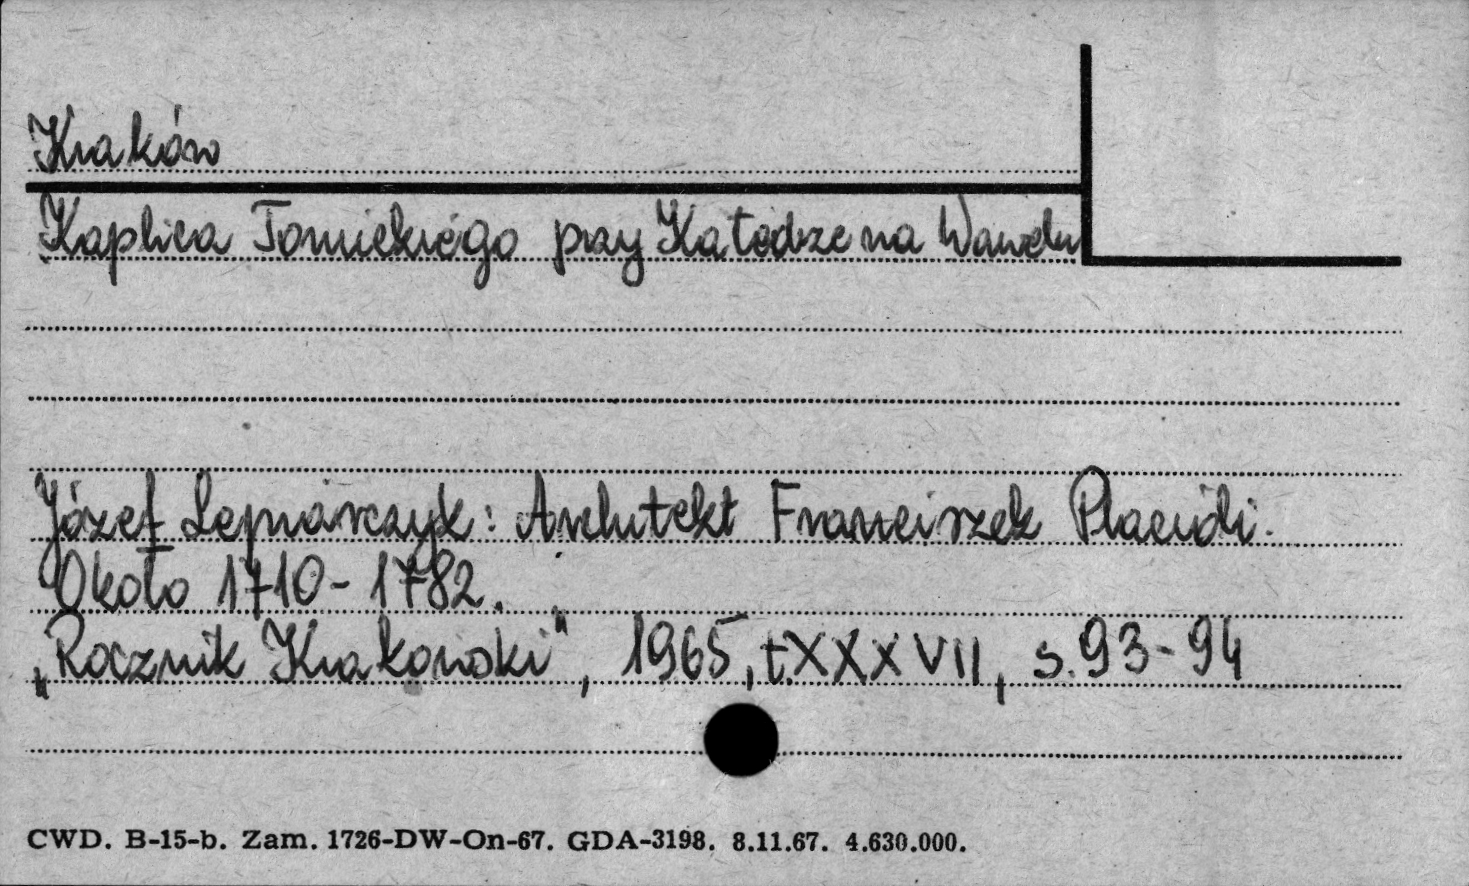 Kraków
Kaplica Tomickiego przy Katedrze na Wawelu
Józef Lepiarczyk: Architekt Franciszek Placidi.
Około 1710-1782.
„Rocznik Krakowski", 1965, t.XXXVII, s.93-94
CWD. B-15-b. Zam. 1726-DW-On-67. GDA-3198. 8.11.67. 4.630.000.